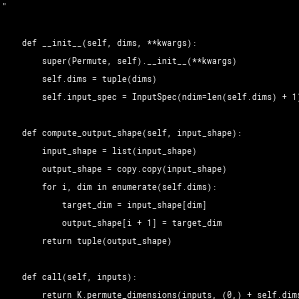 "
    def __init__(self, dims, **kwargs):
        super(Permute, self).__init__(**kwargs)
        self.dims = tuple(dims)
        self.input_spec = InputSpec(ndim=len(self.dims) + 1)
    def compute_output_shape(self, input_shape):
        input_shape = list(input_shape)
        output_shape = copy.copy(input_shape)
        for i, dim in enumerate(self.dims):
            target_dim = input_shape[dim]
            output_shape[i + 1] = target_dim
        return tuple(output_shape)
    def call(self, inputs):
        return K.permute_dimensions(inputs, (0,) + self.dims